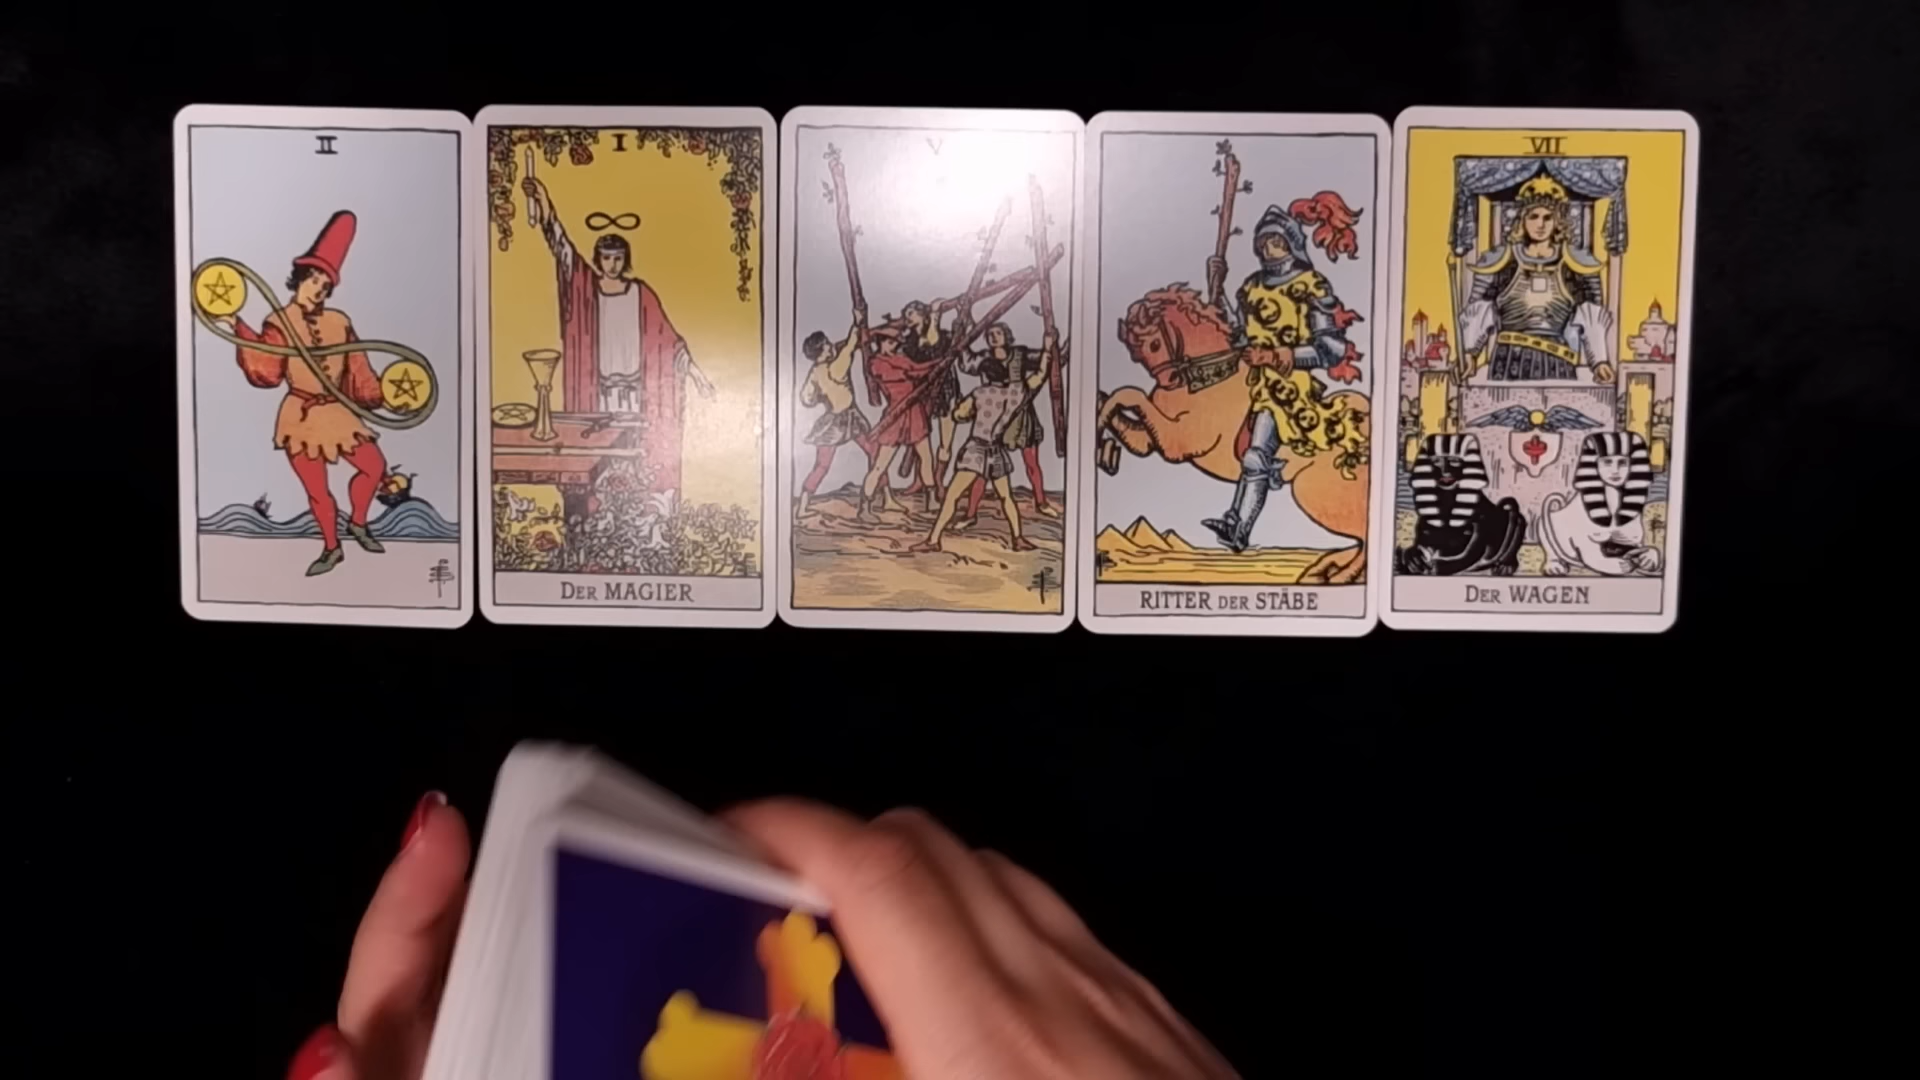 II
I
V
VII
Der MAGIER
RITTER DER STÄBE
Der WAGEN